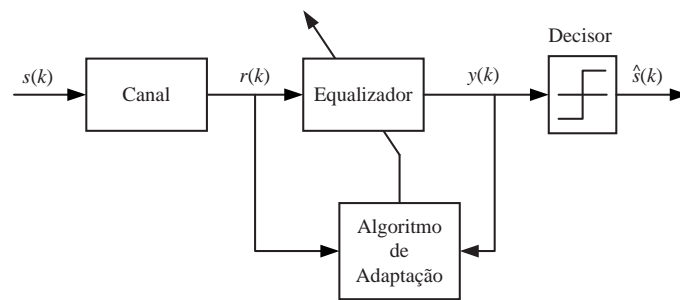 Decisor
s(k)
Canal
r(k)
Equalizador
y(k)
ŝ(k)
Algoritmo
de
Adaptação